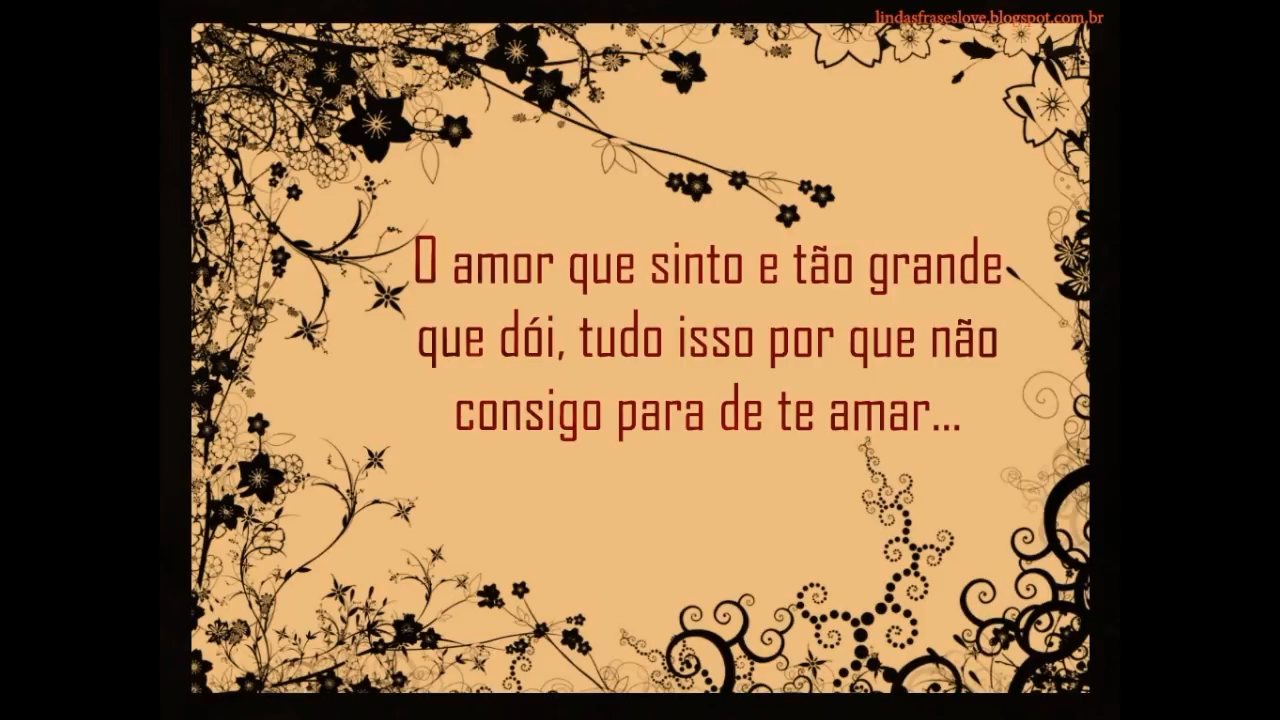 lindasfraseslove.blogspot.com.br
O amor que sinto e tão grande
que dói, tudo isso por que não
consigo para de te amar...